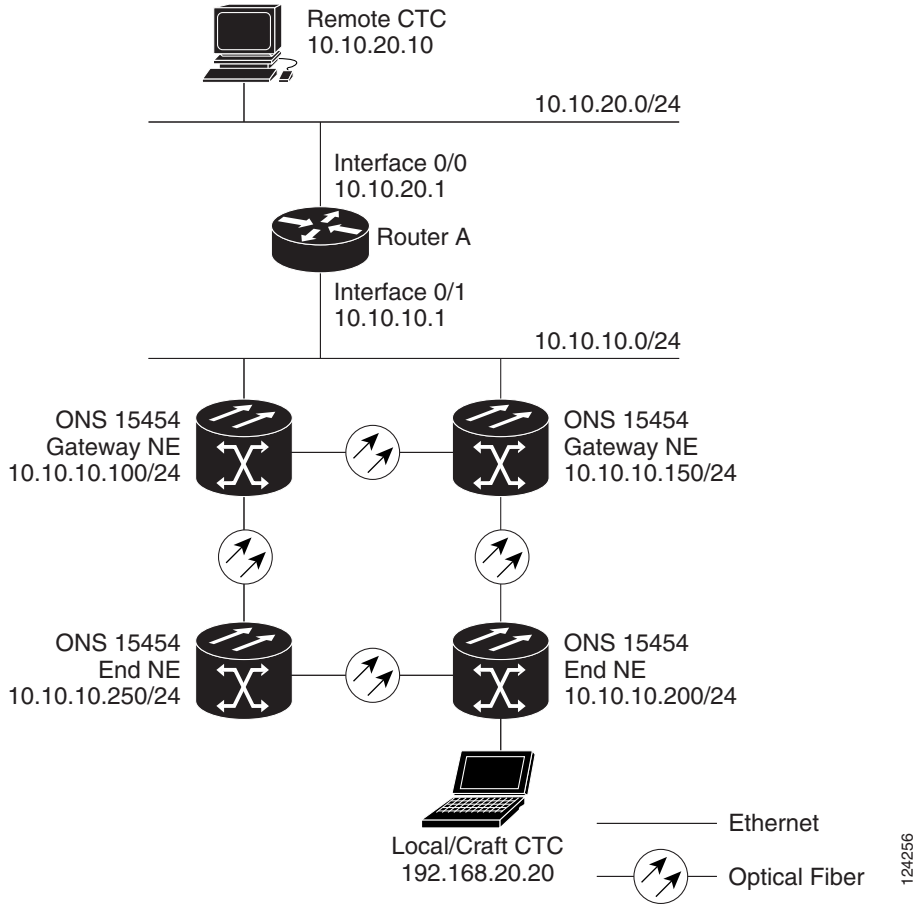 Remote CTC
10.10.20.10
10.10.20.0/24
Interface 0/0
10.10.20.1
Router A
Interface 0/1
10.10.10.1
10.10.10.0/24
ONS 15454
Gateway NE
10.10.10.100/24
ONS 15454
Gateway NE
10.10.10.150/24
ONS 15454
End NE
10.10.10.250/24
ONS 15454
End NE
10.10.10.200/24
Local/Craft CTC
192.168.20.20
Ethernet
Optical Fiber
124256